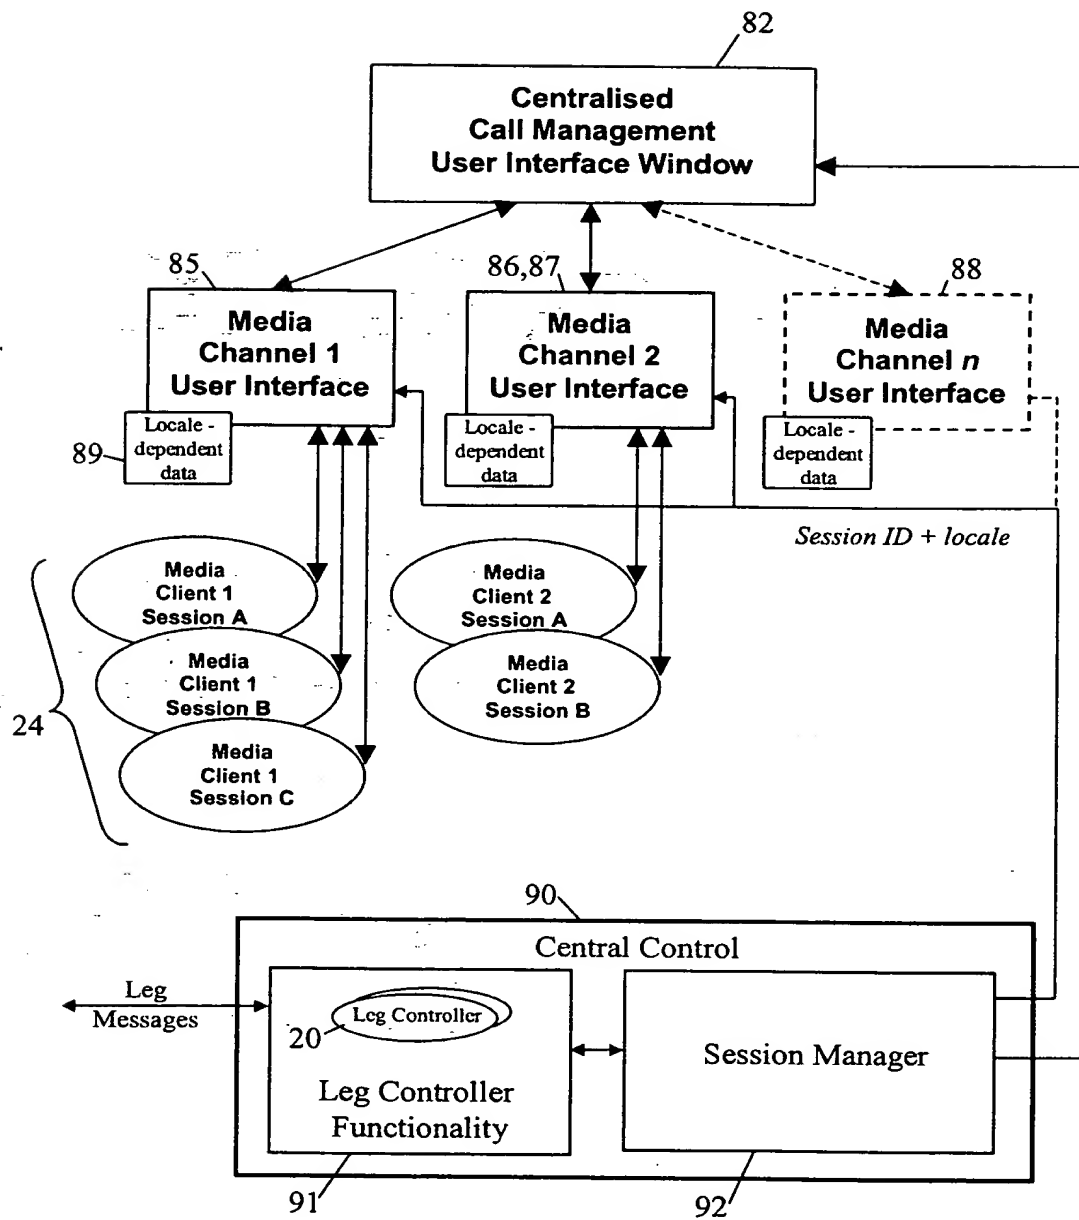 82
Centralised
Call Management
User Interface Window
85
86,87
88
Media
Channel 1
User Interface
Media
Channel 2
User Interface
Media
Channel n
User Interface
89
Locale -
dependent
data
Locale -
dependent
data
Locale -
dependent
data
Session ID + locale
24
Media
Client 1
Session A
Media
Client 1
Session B
Media
Client 1
Session C
Media
Client 2
Session A
Media
Client 2
Session B
90
Central Control
Leg
Messages
20
Leg Controller
Leg Controller
Functionality
Session Manager
91
92